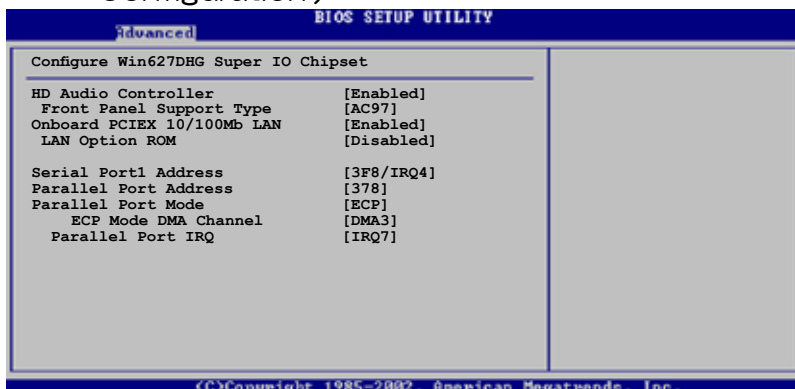 Configuration)
BIOS SETUP UTILITY
Advanced
Configure Win627DHG Super IO Chipset
HD Audio Controller [Enabled]
Front Panel Support Type [AC97]
Onboard PCIEX 10/100Mb LAN [Enabled]
LAN Option ROM [Disabled]
Serial Port1 Address [3F8/IRQ4]
Parallel Port Address [378]
Parallel Port Mode [ECP]
ECP Mode DMA Channel [DMA3]
Parallel Port IRQ [IRQ7]
(C)Copyright 1985-2002, American Megatrends, Inc.